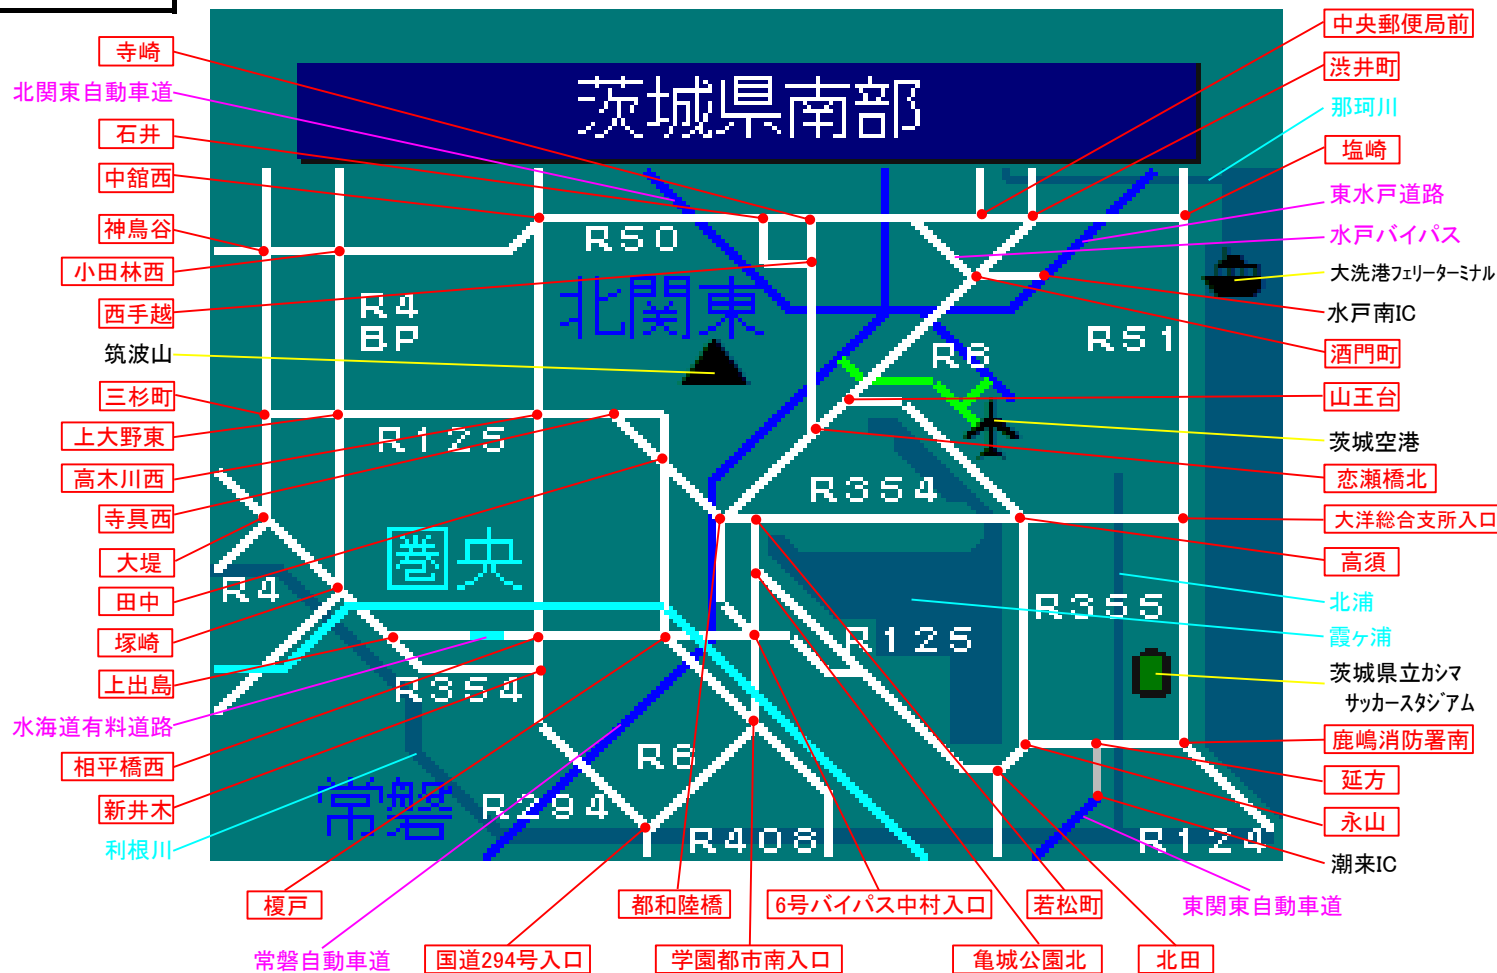 茨城県南部
寺崎
北関東自動車道
石井
中舘西
神鳥谷
小田林西
西手越
筑波山
三杉町
上大野東
高木川西
寺具西
大堤
田中
塚崎
上出島
水海道有料道路
相平橋西
新井木
利根川
中央郵便局前
渋井町
那珂川
塩崎
東水戸道路
水戸バイパス
大洗港フェリーターミナル
水戸南IC
酒門町
山王台
茨城空港
恋瀬橋北
大洋総合支所入口
高須
北浦
霞ヶ浦
茨城県立カシマ
サッカースタジアム
鹿嶋消防署南
延方
永山
潮来IC
東関東自動車道
R50
北関東
R4
BP
R6
R51
R125
R354
圏央
R4
R355
R125
R354
R6
常磐
R294
R408
R124
榎戸
都和陸橋
6号バイパス中村入口
若松町
常磐自動車道
国道294号入口
学園都市南入口
亀城公園北
北田